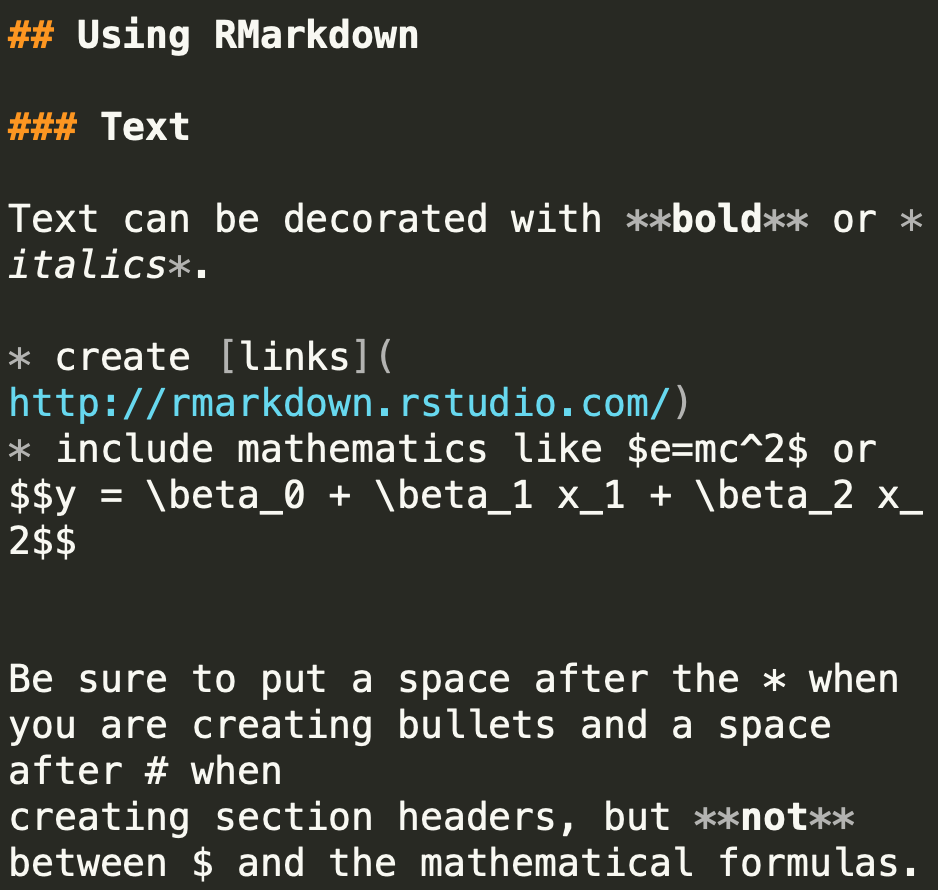 ## Using RMarkdown
### Text
Text can be decorated with **bold** or *
italics*.
* create [links](
http://rmarkdown.rstudio.com/)
* include mathematics like $e=mc^2$ or
$$y = \beta_0 + \beta_1 x_1 + \beta_2 x_
2$$
Be sure to put a space after the * when
you are creating bullets and a space
after # when
creating section headers, but **not**
between $ and the mathematical formulas.